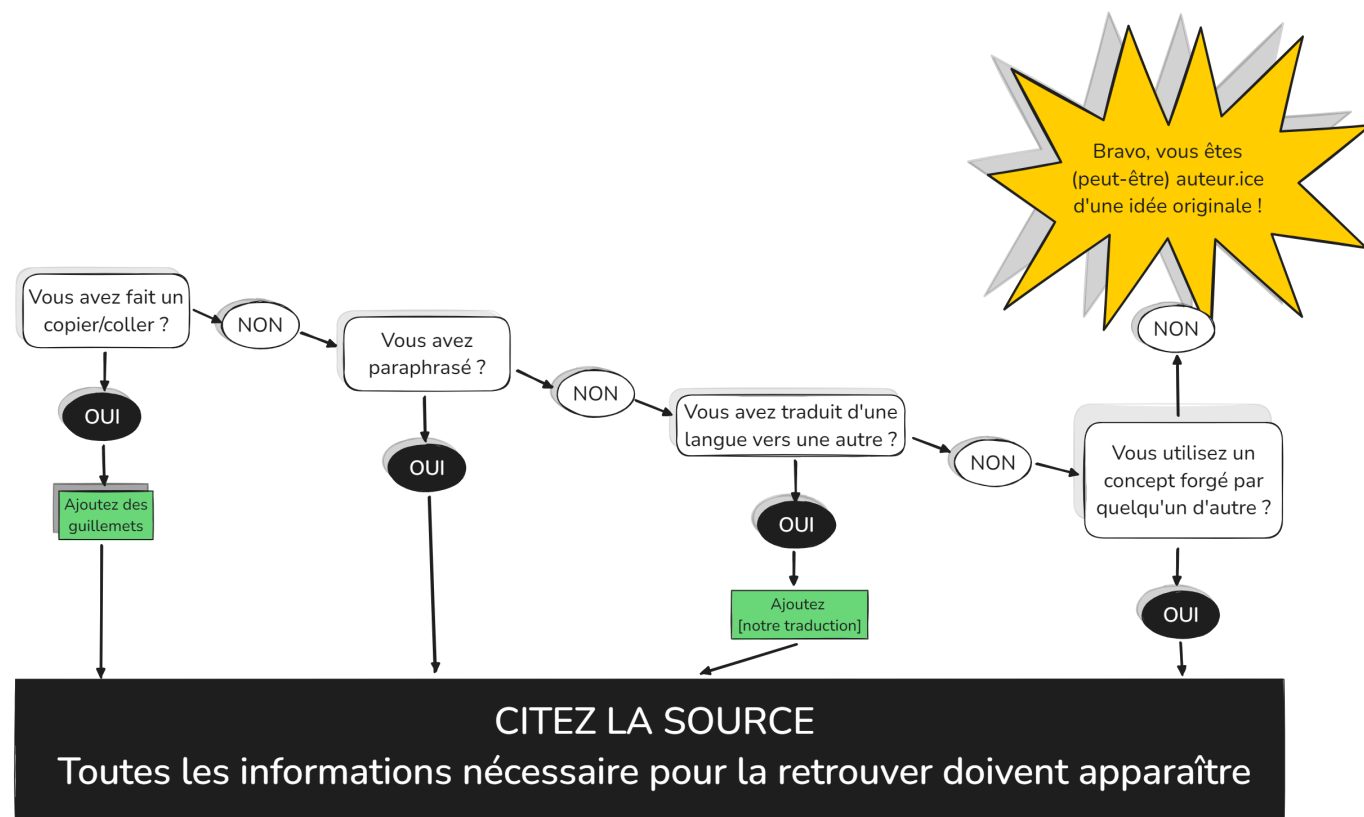 Bravo, vous êtes
(peut-être) auteur.ice
d'une idée originale !
Vous avez fait un
copier/coller ?
NON
Vous avez
paraphrasé ?
NON
Vous avez traduit d'une
langue vers une autre ?
NON
Vous utilisez un
concept forgé par
quelqu'un d'autre ?
NON
OUI
Ajoutez des
guillemets
OUI
OUI
Ajoutez
[notre traduction]
OUI
CITEZ LA SOURCE
Toutes les informations nécessaire pour la retrouver doivent apparaître